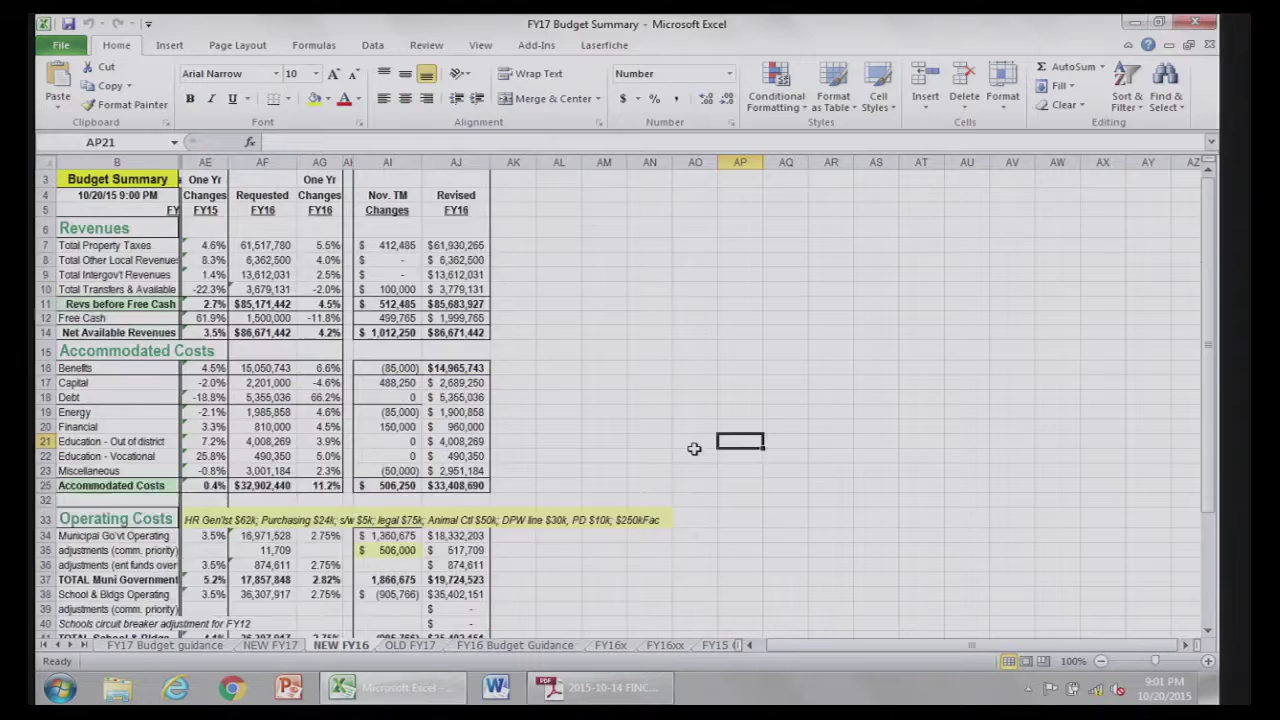 FY17 Budget Summary - Microsoft Excel
File Home Insert Page Layout Formulas Data Review View Add-Ins Laserfiche
Cut
Copy
Format Painter
Paste
Clipboard
Arial Narrow 10
B I U
Font
Wrap Text
Merge & Center
Alignment
Number
$ % ,
Number
Conditional Formatting
Format as Table
Cell Styles
Styles
Insert Delete Format
Cells
AutoSum
Fill
Clear
Sort & Filter
Find & Select
Editing
AP21 fx
B AE AF AG AI AJ AK AL AM AN AO AP AQ AR AS AT AU AV AW AX AY AZ
3 Budget Summary One Yr One Yr
4 10/20/15 9:00 PM Changes Requested Changes Nov. TM Revised
5 FY FY15 FY16 FY16 Changes FY16
6 Revenues
7 Total Property Taxes 4.6% 61,517,780 5.5% $ 412,485 $61,930,265
8 Total Other Local Revenues 8.3% 6,362,500 4.0% $ - $ 6,362,500
9 Total Intergov't Revenues 1.4% 13,612,031 2.5% $ - $13,612,031
10 Total Transfers & Available -22.3% 3,679,131 -2.0% $ 100,000 $ 3,779,131
11 Revs before Free Cash 2.7% $85,171,442 4.5% $ 512,485 $85,683,927
12 Free Cash 61.9% 1,500,000 -11.8% 499,765 $ 1,999,765
14 Net Available Revenues 3.5% $86,671,442 4.2% $ 1,012,250 $86,671,442
15 Accommodated Costs
16 Benefits 4.5% 15,050,743 6.6% (85,000) $14,965,743
17 Capital -2.0% 2,201,000 -4.6% 488,250 $ 2,689,250
18 Debt -18.8% 5,355,036 66.2% 0 $ 5,355,036
19 Energy -2.1% 1,985,858 4.6% (85,000) $ 1,900,858
20 Financial 3.3% 810,000 4.5% 150,000 $ 960,000
21 Education - Out of district 7.2% 4,008,269 3.9% 0 $ 4,008,269
22 Education - Vocational 25.8% 490,350 5.0% 0 $ 490,350
23 Miscellaneous -0.8% 3,001,184 2.3% (50,000) $ 2,951,184
25 Accommodated Costs 0.4% $32,902,440 11.2% $ 506,250 $33,408,690
32
33 Operating Costs HR Gen'lst $62k; Purchasing $24k; s/w $5k; legal $75k; Animal Ctl $50k; DPW line $30k, PD $10k; $250kFac
34 Municipal Gov't Operating 3.5% 16,971,528 2.75% $ 1,360,675 $18,332,203
35 adjustments (comm. priority) 11,709 $ 506,000 $ 517,709
36 adjustments (ent funds over 3.5% 874,611 2.75% $ 874,611
37 TOTAL Muni Government 5.2% 17,857,848 2.82% 1,866,675 $19,724,523
38 School & Bldgs Operating 3.5% 36,307,917 2.75% $ (905,766) $35,402,151
39 adjustments (comm. priority) $ -
40 Schools circuit breaker adjustment for FY12 $ -
FY17 Budget guidance NEW FY17 NEW FY16 OLD FY17 FY16 Budget Guidance FY16x FY16xx FY15 (
Ready 100%
Microsoft Excel - ... 2015-10-14 FINC... 9:01 PM
10/20/2015